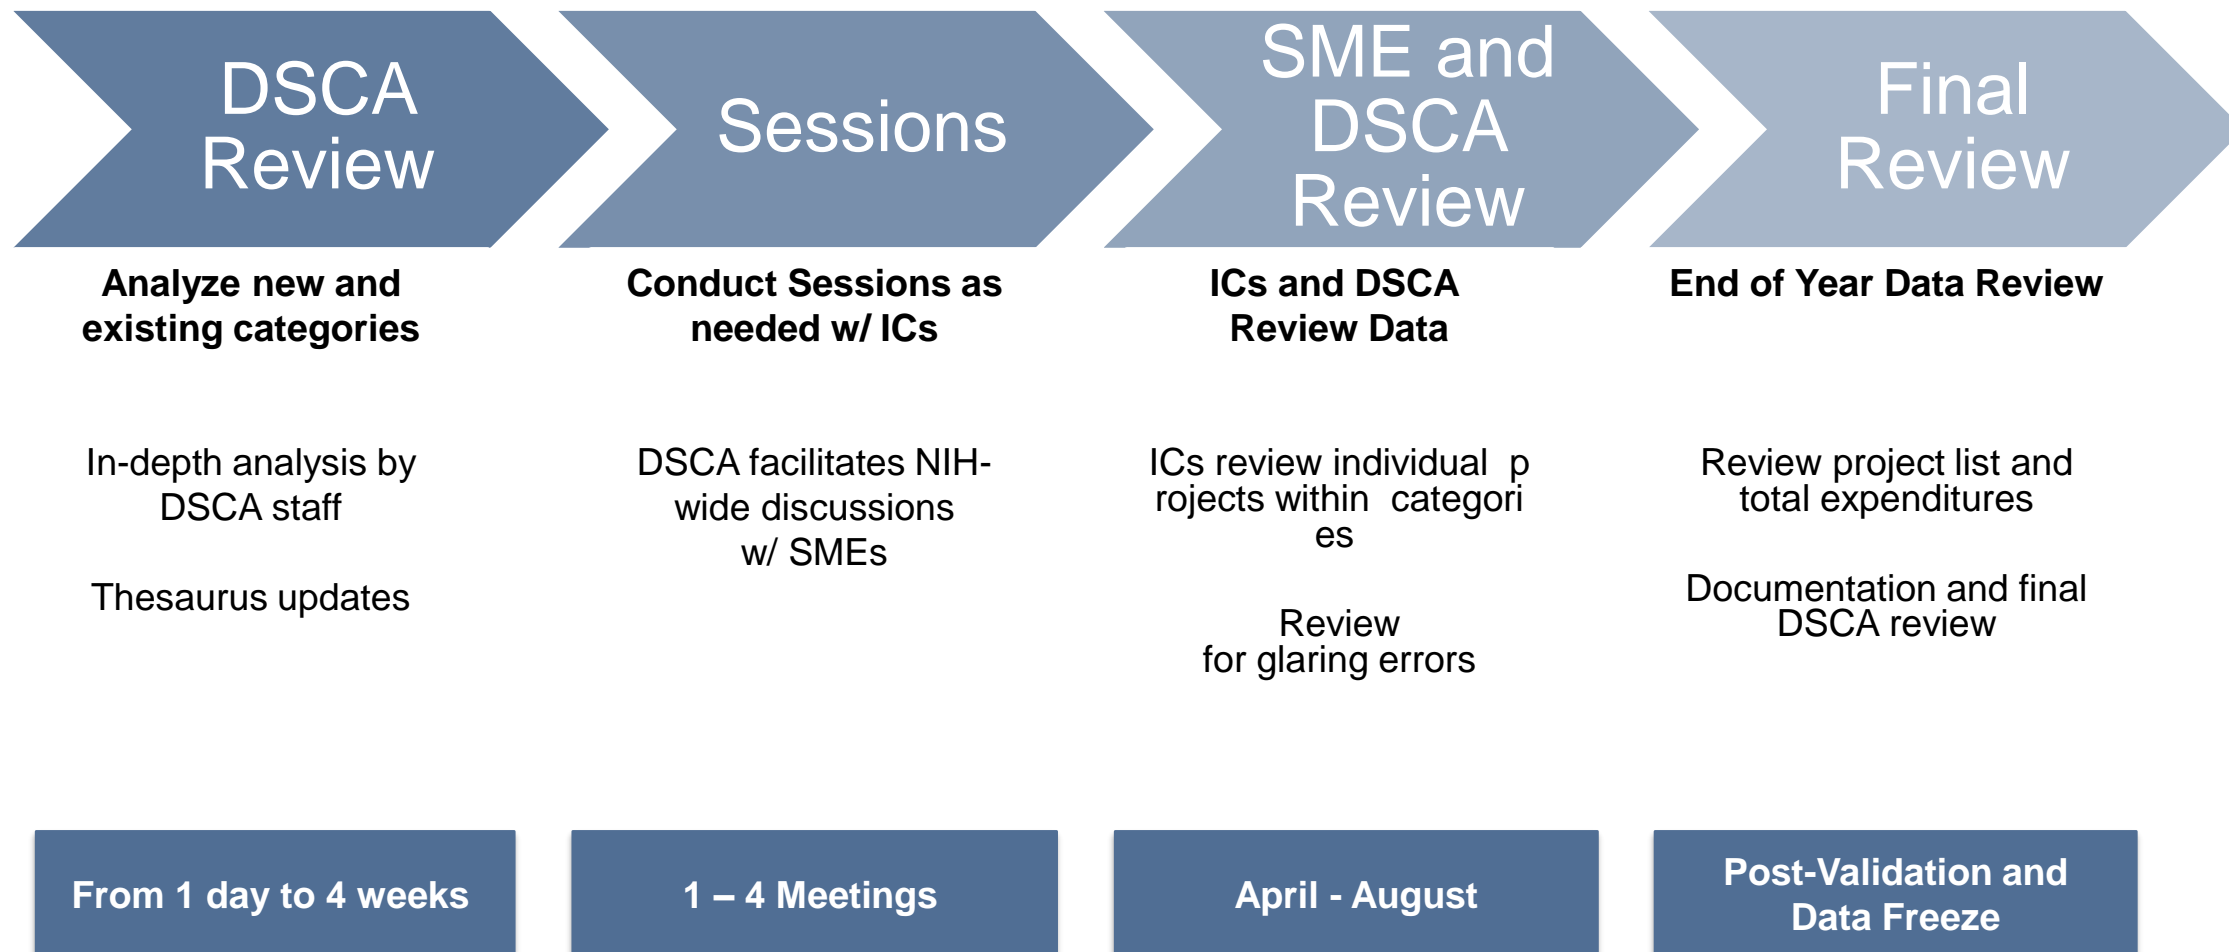 DSCA
Review
Sessions
SME and
DSCA
Review
Final
Review
Analyze new and
existing categories
Conduct Sessions as
needed w/ ICs
ICs and DSCA
Review Data
End of Year Data Review
In-depth analysis by
DSCA staff
Thesaurus updates
DSCA facilitates NIH-
wide discussions
w/ SMEs
ICs review individual p
rojects within categori
es
Review
for glaring errors
Review project list and
total expenditures
Documentation and final
DSCA review
From 1 day to 4 weeks
1 – 4 Meetings
April - August
Post-Validation and
Data Freeze